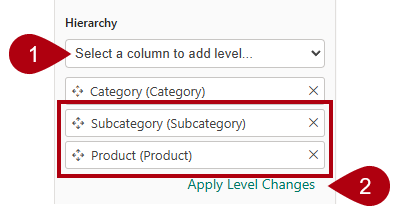 Hierarchy
1
Select a column to add level...
Category (Category)
Subcategory (Subcategory)
Product (Product)
Apply Level Changes
2